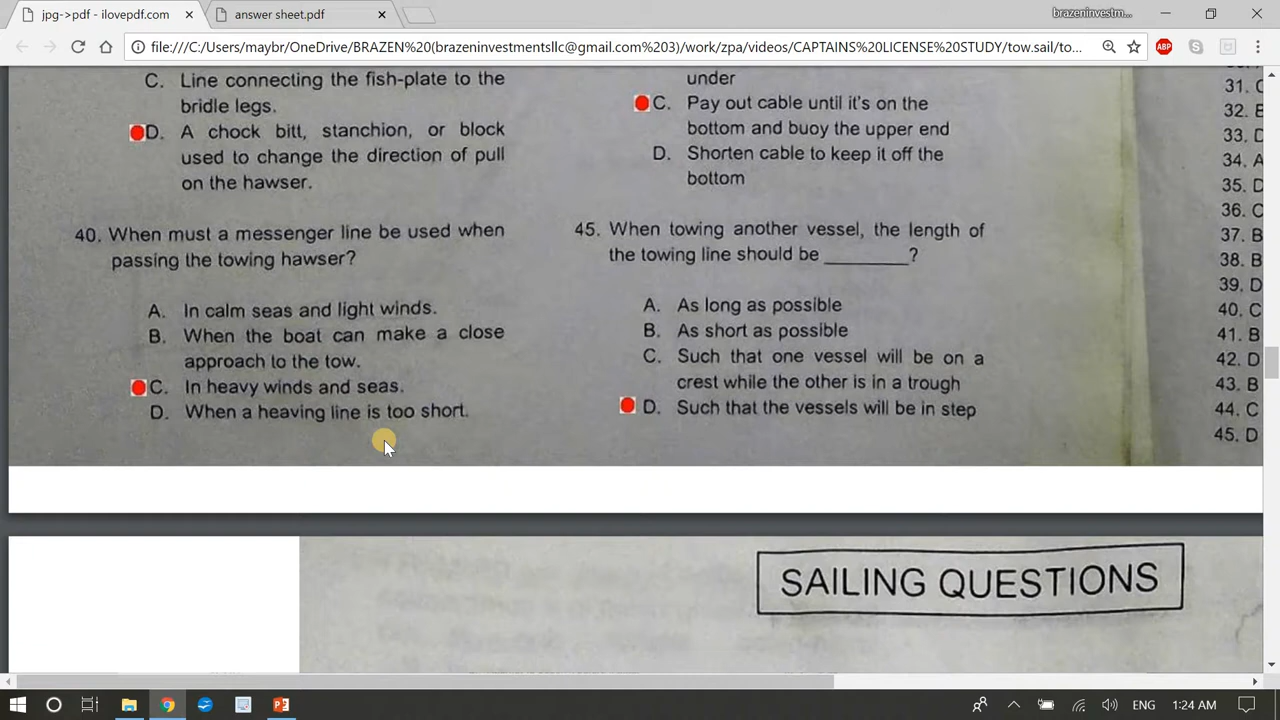 jpg->pdf - ilovepdf.com
answer sheet.pdf
brazeninvestm...
file:///C:/Users/maybr/OneDrive/BRAZEN%20(brazeninvestmentsllc@gmail.com%203)/work/zpa/videos/CAPTAINS%20LICENSE%20STUDY/tow.sail/to...
ABP
C. Line connecting the fish-plate to the
bridle legs.
D. A chock bitt, stanchion, or block
used to change the direction of pull
on the hawser.
40. When must a messenger line be used when
passing the towing hawser?
A. In calm seas and light winds.
B. When the boat can make a close
approach to the tow.
C. In heavy winds and seas.
D. When a heaving line is too short.
under
C. Pay out cable until it's on the
bottom and buoy the upper end
D. Shorten cable to keep it off the
bottom
45. When towing another vessel, the length of
the towing line should be ________?
A. As long as possible
B. As short as possible
C. Such that one vessel will be on a
crest while the other is in a trough
D. Such that the vessels will be in step
31. C
32. B
33. D
34. A
35. D
36. C
37. B
38. B
39. D
40. C
41. B
42. D
43. B
44. C
45. D
SAILING QUESTIONS
ENG
1:24 AM